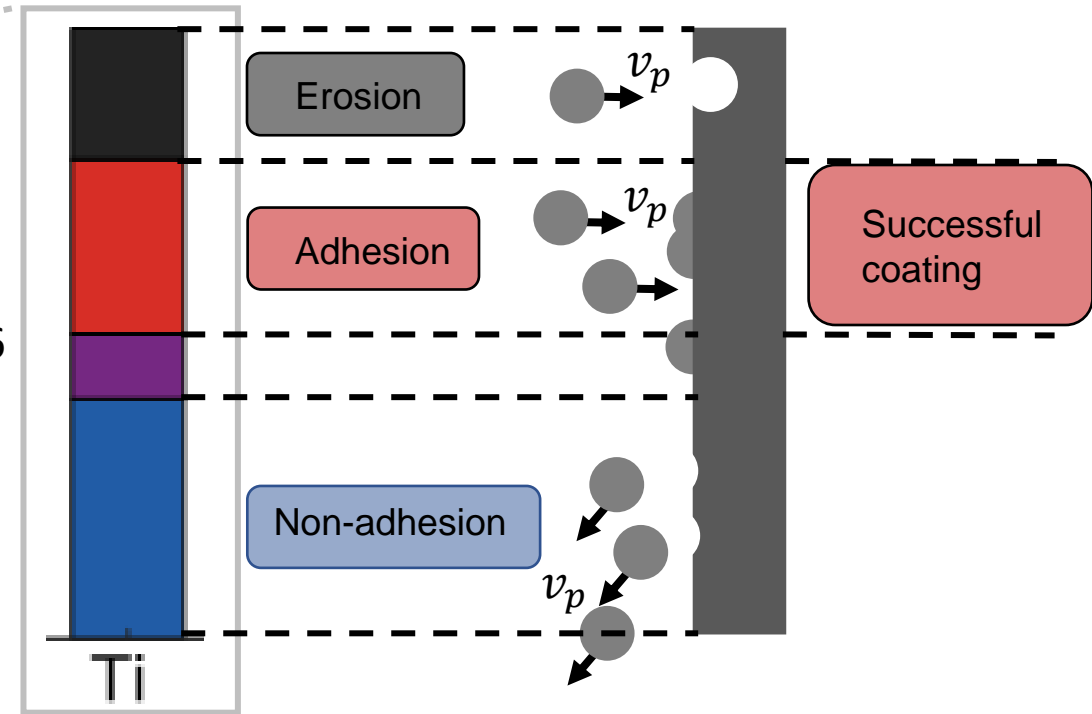 Erosion
v_p
Adhesion
v_p
Successful
coating
s
Non-adhesion
v_p
Ti